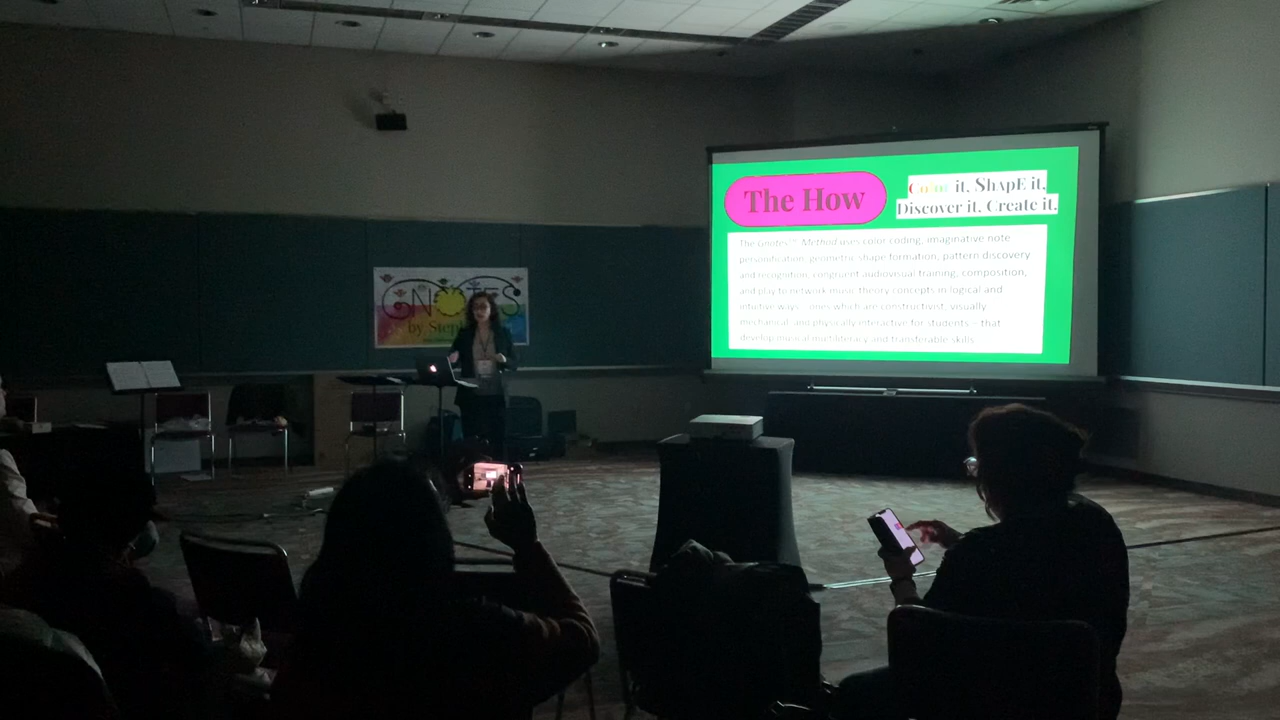 The How
Color it, ShApE it,
Discover it, Create it.
The Gnotes™ Method uses color coding, imaginative note
personification, geometric shape formation, pattern discovery
and recognition, congruent audiovisual training, composition,
and play to network music theory concepts in logical and
intuitive ways - ones which are constructivist, visually
mechanical and physically interactive for students - that
develop musical multiliteracy and transferable skills.
GNOTES
by Steph